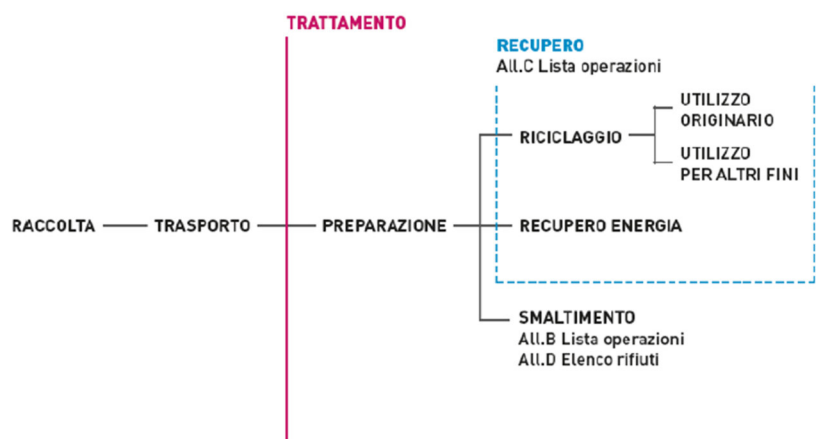 TRATTAMENTO
RECUPERO
All.C Lista operazioni
UTILIZZO
ORIGINARIO
RICICLAGGIO
UTILIZZO
PER ALTRI FINI
RACCOLTA
TRASPORTO
PREPARAZIONE
RECUPERO ENERGIA
SMALTIMENTO
All.B Lista operazioni
All.D Elenco rifiuti